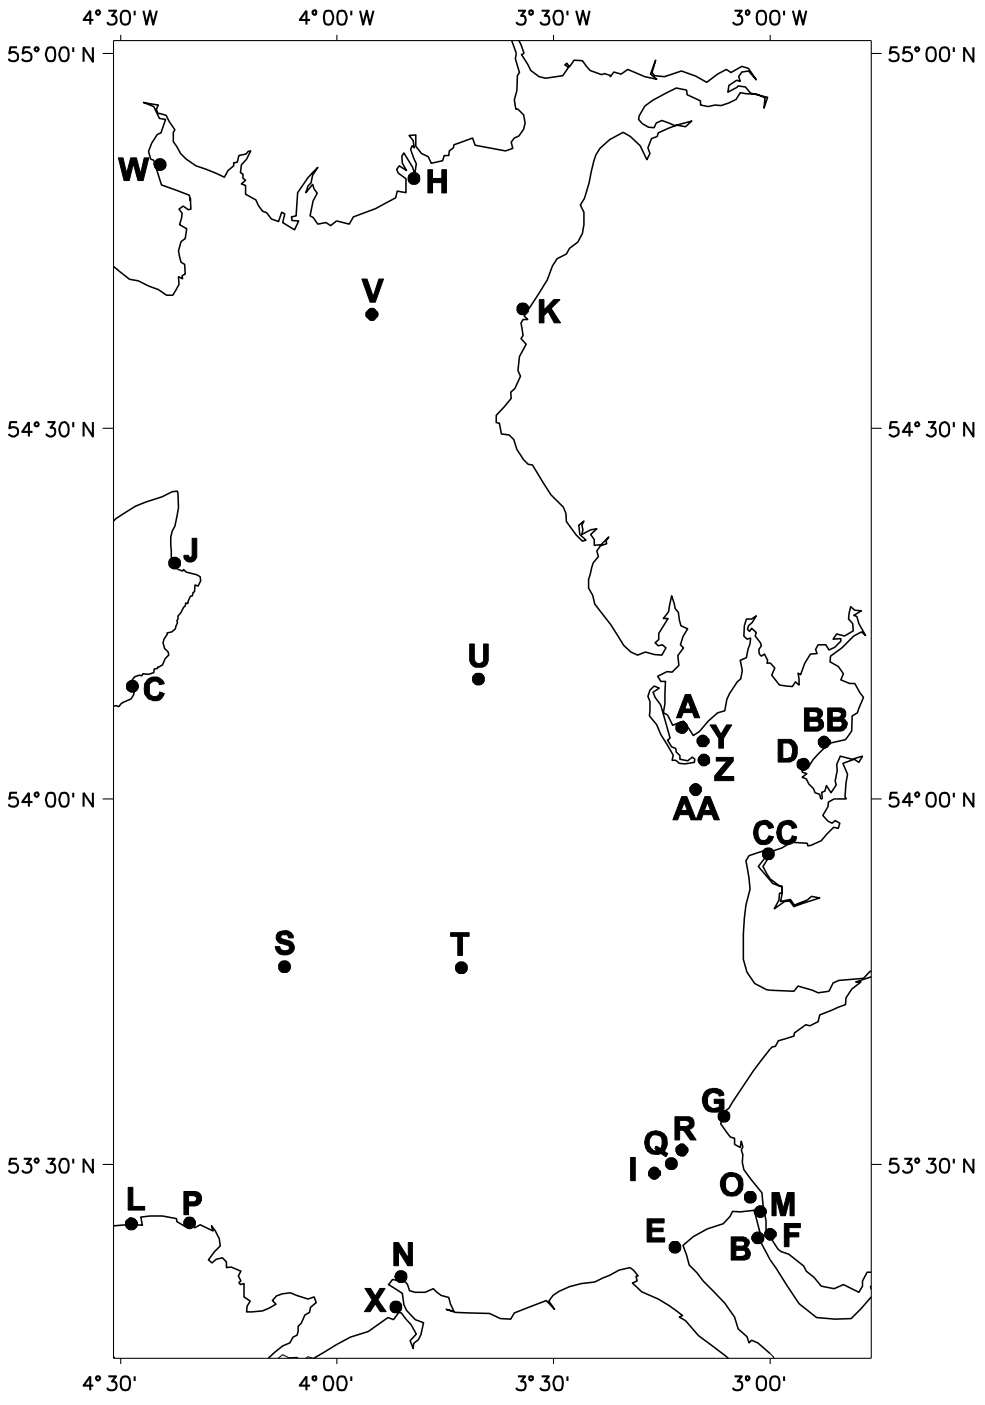 4° 30' W 4° 00' W 3° 30' W 3° 00' W
55° 00' N 55° 00' N
W H
V
K
54° 30' N 54° 30' N
J
U
C
A
BB
Y
D
Z
AA
54° 00' N 54° 00' N
CC
S T
G
R
Q
53° 30' N I 53° 30' N
O
L P M
E F
B
N
X
4° 30' 4° 00' 3° 30' 3° 00'